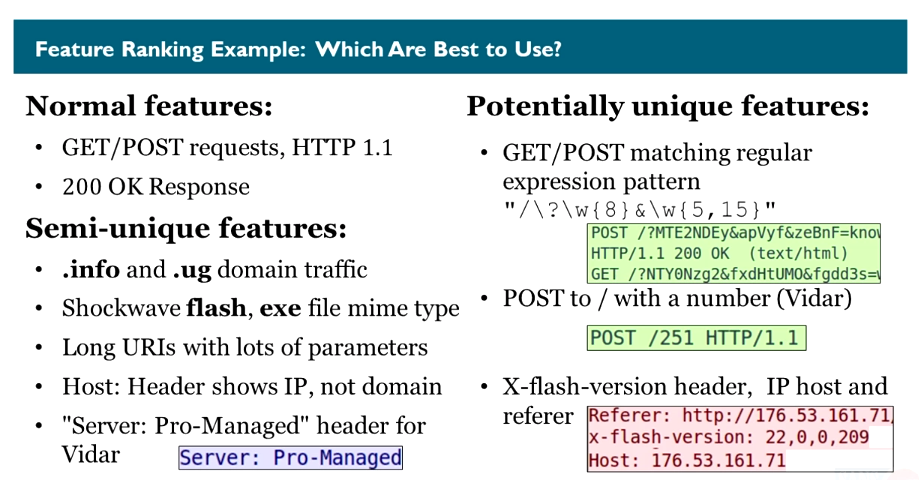 Feature Ranking Example: Which Are Best to Use?
Normal features:
• GET/POST requests, HTTP 1.1
• 200 OK Response
Semi-unique features:
• .info and .ug domain traffic
• Shockwave flash, exe file mime type
• Long URIs with lots of parameters
• Host: Header shows IP, not domain
• "Server: Pro-Managed" header for
Vidar
Server: Pro-Managed
Potentially unique features:
• GET/POST matching regular
expression pattern
"/\?\w{8}&\w{5,15}"
POST /?MTE2NDEy&apVyf&zeBnF=knov
HTTP/1.1 200 OK (text/html)
GET /?NTY0Nzg2&fxdHtUMO&fgdd3s=w
• POST to / with a number (Vidar)
POST /251 HTTP/1.1
• X-flash-version header, IP host and
referer
Referer: http://176.53.161.71/
x-flash-version: 22,0,0,209
Host: 176.53.161.71